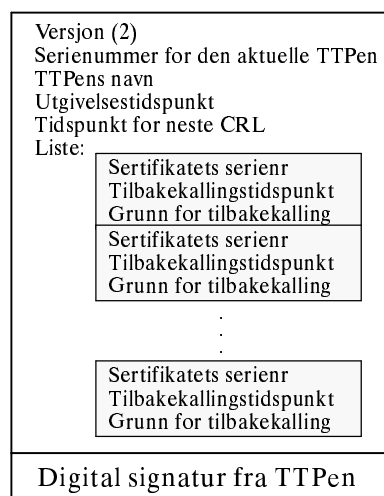 Versjon (2)
Serienummer for den aktuelle TTPen
TTPens navn
Utgivelsestidspunkt
Tidspunkt for neste CRL
Liste:
Sertifikatets serienr
Tilbakekallingstidspunkt
Grunn for tilbakekalling
Sertifikatets serienr
Tilbakekallingstidspunkt
Grunn for tilbakekalling
.
.
.
Sertifikatets serienr
Tilbakekallingstidspunkt
Grunn for tilbakekalling
Digital signatur fra TTPen